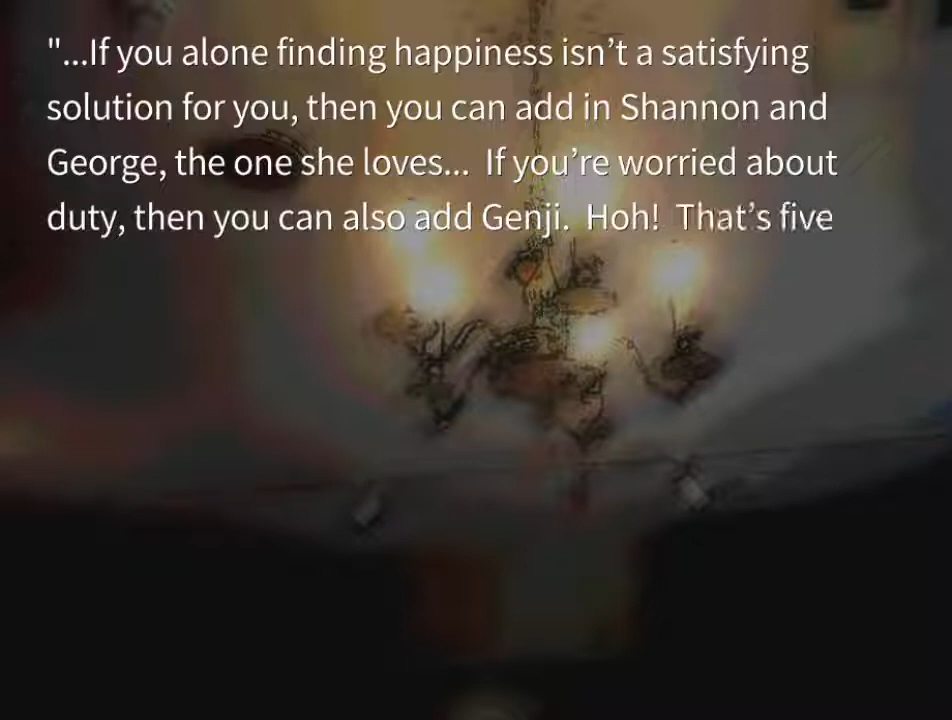 "...If you alone finding happiness isn’t a satisfying
solution for you, then you can add in Shannon and
George, the one she loves...  If you’re worried about
duty, then you can also add Genji.  Hoh!  That’s five